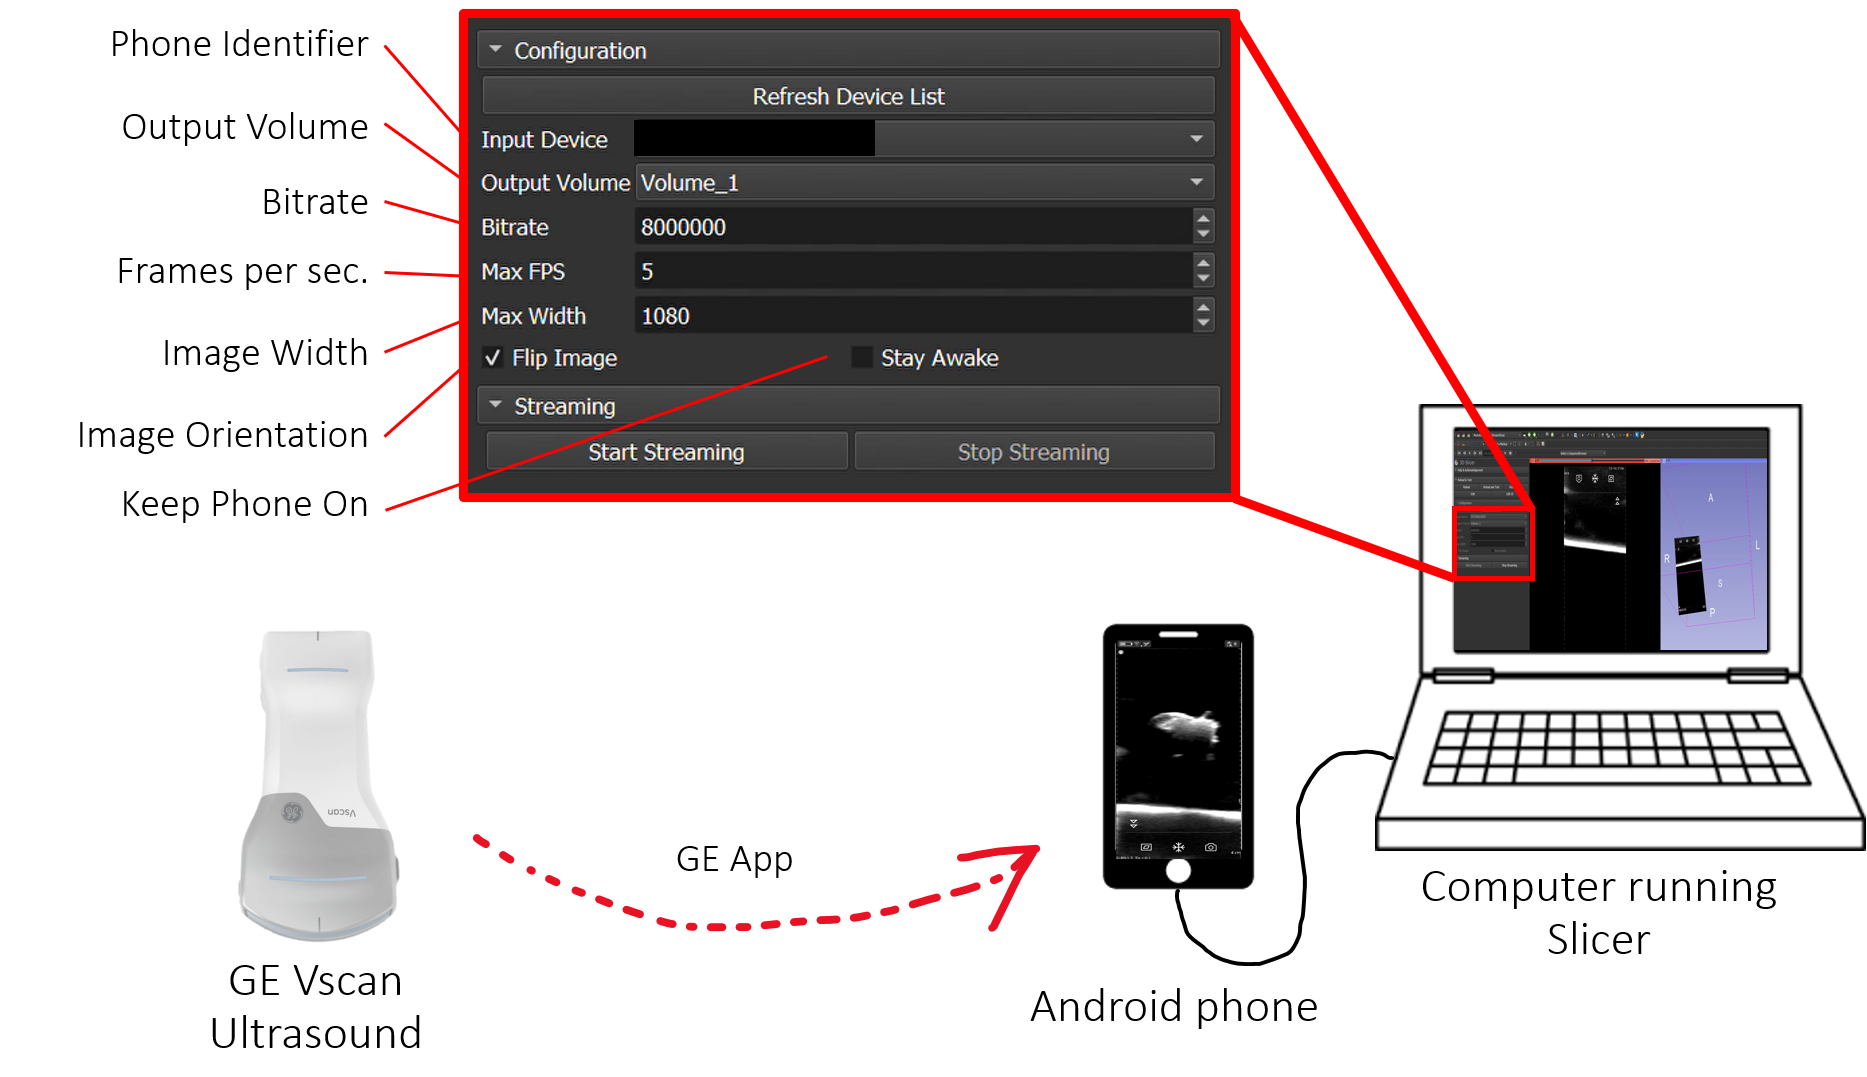 Phone Identifier
Output Volume
Bitrate
Frames per sec.
Image Width
Image Orientation
Keep Phone On
Configuration
Refresh Device List
Input Device
Output Volume Volume_1
Bitrate 8000000
Max FPS 5
Max Width 1080
Flip Image Stay Awake
Streaming
Start Streaming Stop Streaming
A
L
R
S
P
Vscan
GE App
GE Vscan
Ultrasound
Android phone
Computer running
Slicer